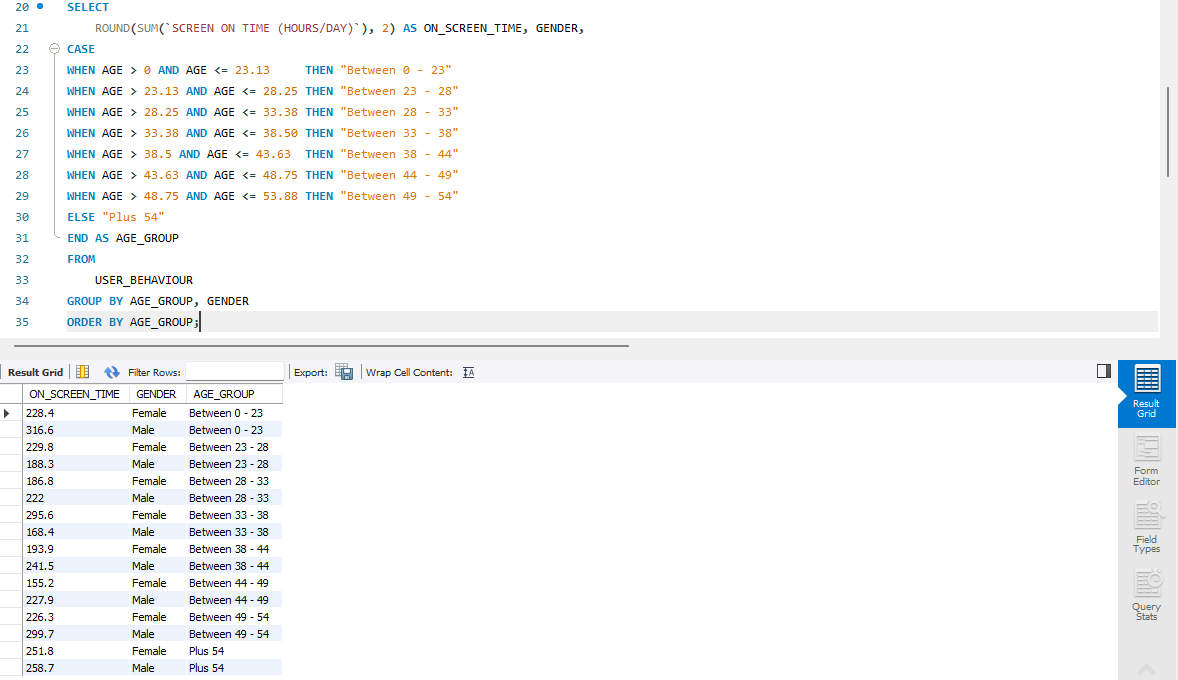 20 SELECT
21 ROUND(SUM(`SCREEN ON TIME (HOURS/DAY)`), 2) AS ON_SCREEN_TIME, GENDER,
22 CASE
23 WHEN AGE > 0 AND AGE <= 23.13 THEN "Between 0 - 23"
24 WHEN AGE > 23.13 AND AGE <= 28.25 THEN "Between 23 - 28"
25 WHEN AGE > 28.25 AND AGE <= 33.38 THEN "Between 28 - 33"
26 WHEN AGE > 33.38 AND AGE <= 38.50 THEN "Between 33 - 38"
27 WHEN AGE > 38.5 AND AGE <= 43.63 THEN "Between 38 - 44"
28 WHEN AGE > 43.63 AND AGE <= 48.75 THEN "Between 44 - 49"
29 WHEN AGE > 48.75 AND AGE <= 53.88 THEN "Between 49 - 54"
30 ELSE "Plus 54"
31 END AS AGE_GROUP
32 FROM
33 USER_BEHAVIOUR
34 GROUP BY AGE_GROUP, GENDER
35 ORDER BY AGE_GROUP;
Result Grid Filter Rows: Export: Wrap Cell Content:
ON_SCREEN_TIME GENDER AGE_GROUP
228.4 Female Between 0 - 23
316.6 Male Between 0 - 23
229.8 Female Between 23 - 28
188.3 Male Between 23 - 28
186.8 Female Between 28 - 33
222 Male Between 28 - 33
295.6 Female Between 33 - 38
168.4 Male Between 33 - 38
193.9 Female Between 38 - 44
241.5 Male Between 38 - 44
155.2 Female Between 44 - 49
227.9 Male Between 44 - 49
226.3 Female Between 49 - 54
299.7 Male Between 49 - 54
251.8 Female Plus 54
258.7 Male Plus 54
Result
Grid
Form
Editor
Field
Types
Query
Stats